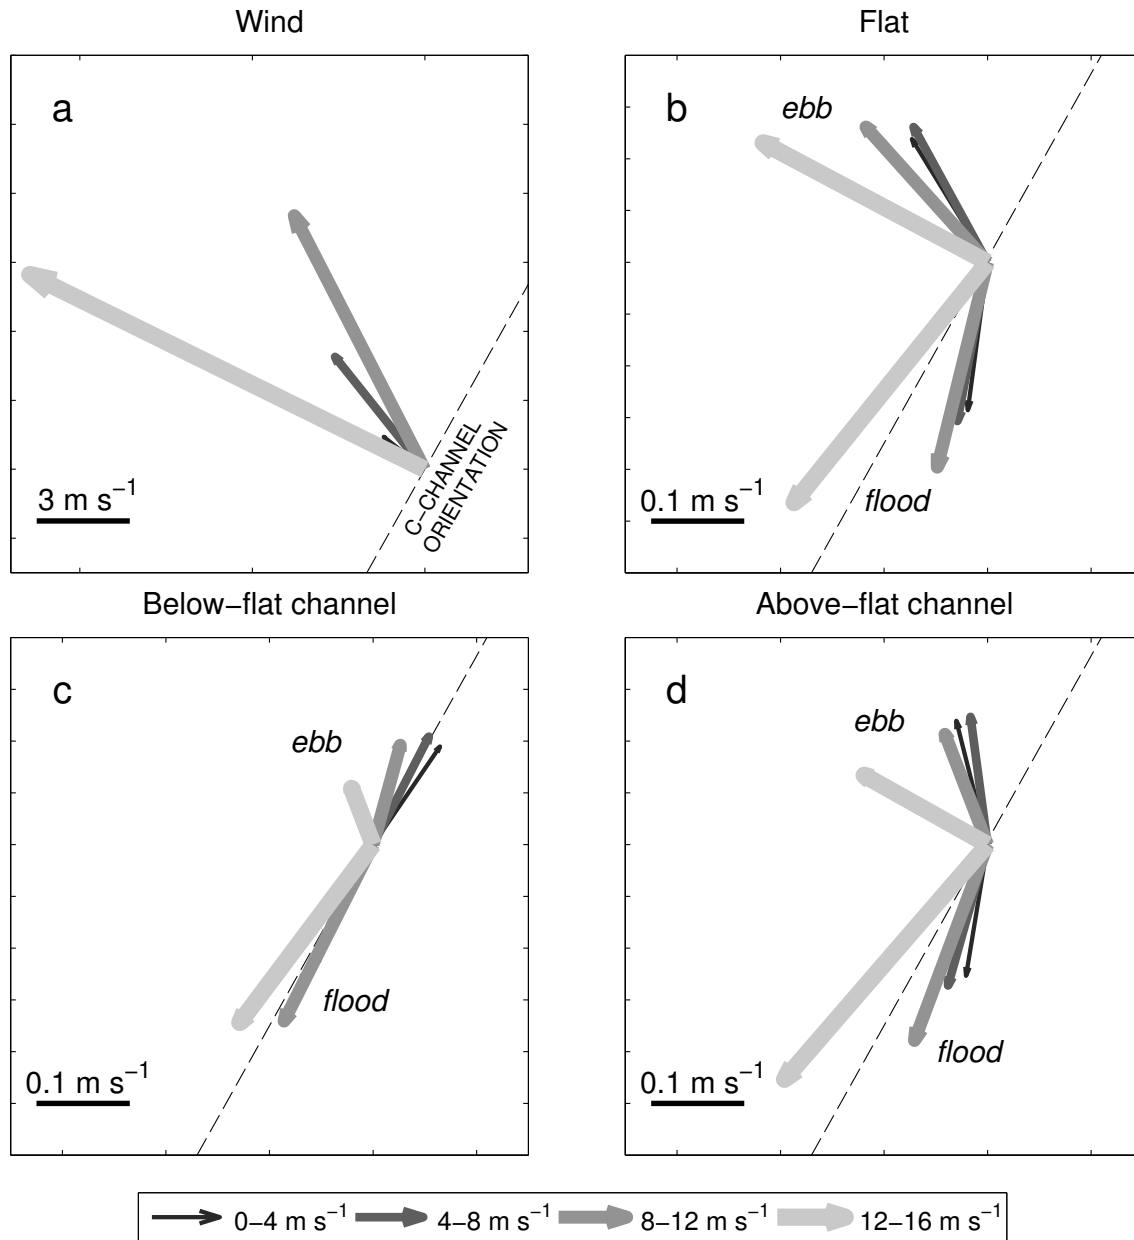 Wind
Flat
a
b
ebb
C−CHANNEL
ORIENTATION
3 m s⁻¹
0.1 m s⁻¹
flood
Below−flat channel
Above−flat channel
c
d
ebb
ebb
flood
flood
0.1 m s⁻¹
0.1 m s⁻¹
0−4 m s⁻¹ 4−8 m s⁻¹ 8−12 m s⁻¹ 12−16 m s⁻¹